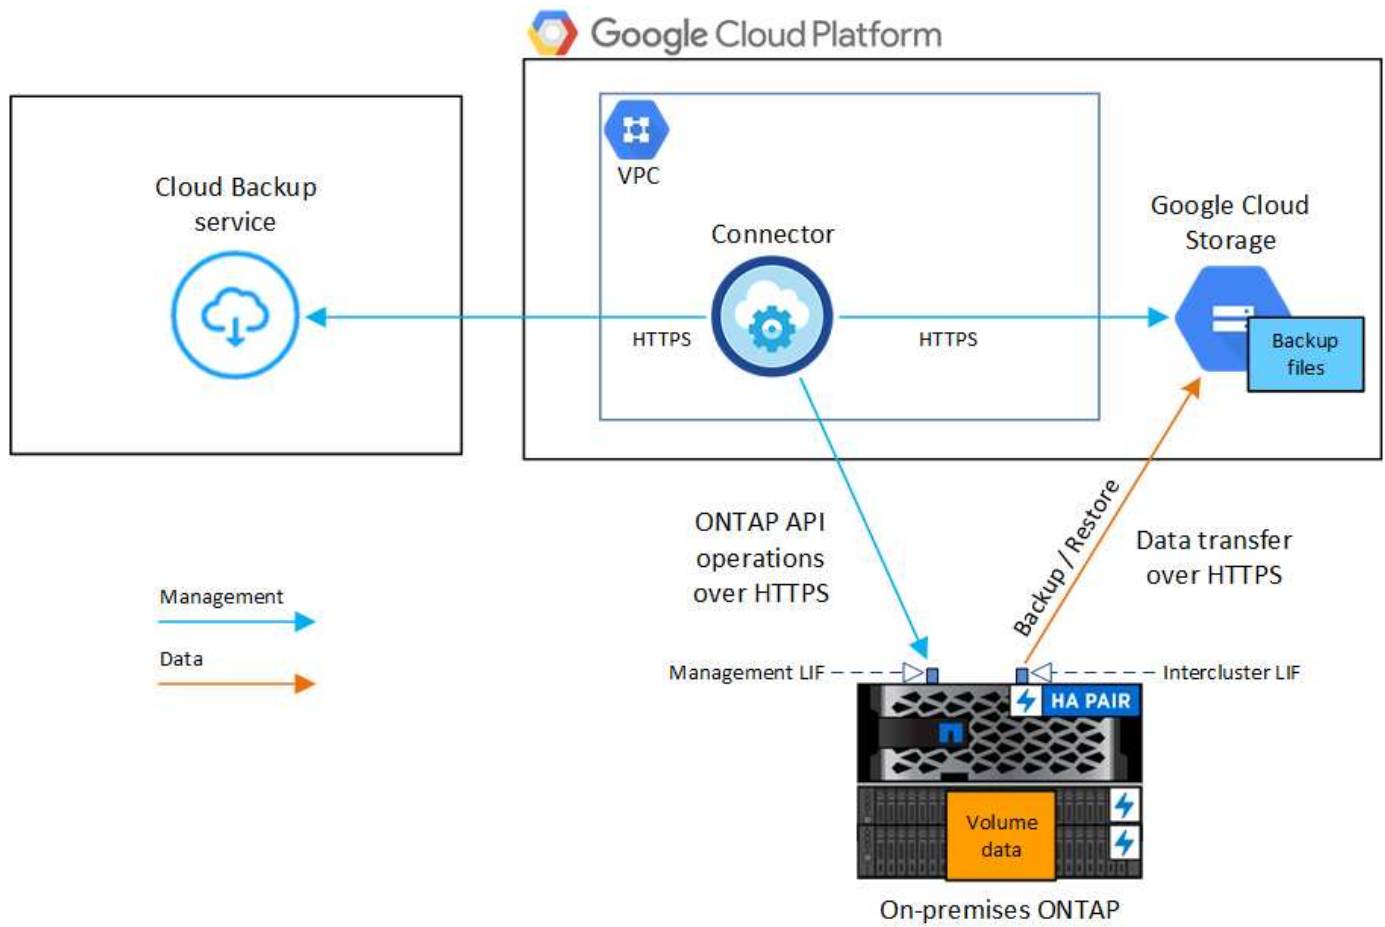 Google Cloud Platform
VPC
Cloud Backup
service
Connector
Google Cloud
Storage
HTTPS
HTTPS
Backup
files
ONTAP API
operations
over HTTPS
Backup / Restore
Data transfer
over HTTPS
Management
Data
Management LIF
Intercluster LIF
HA PAIR
Volume
data
On-premises ONTAP